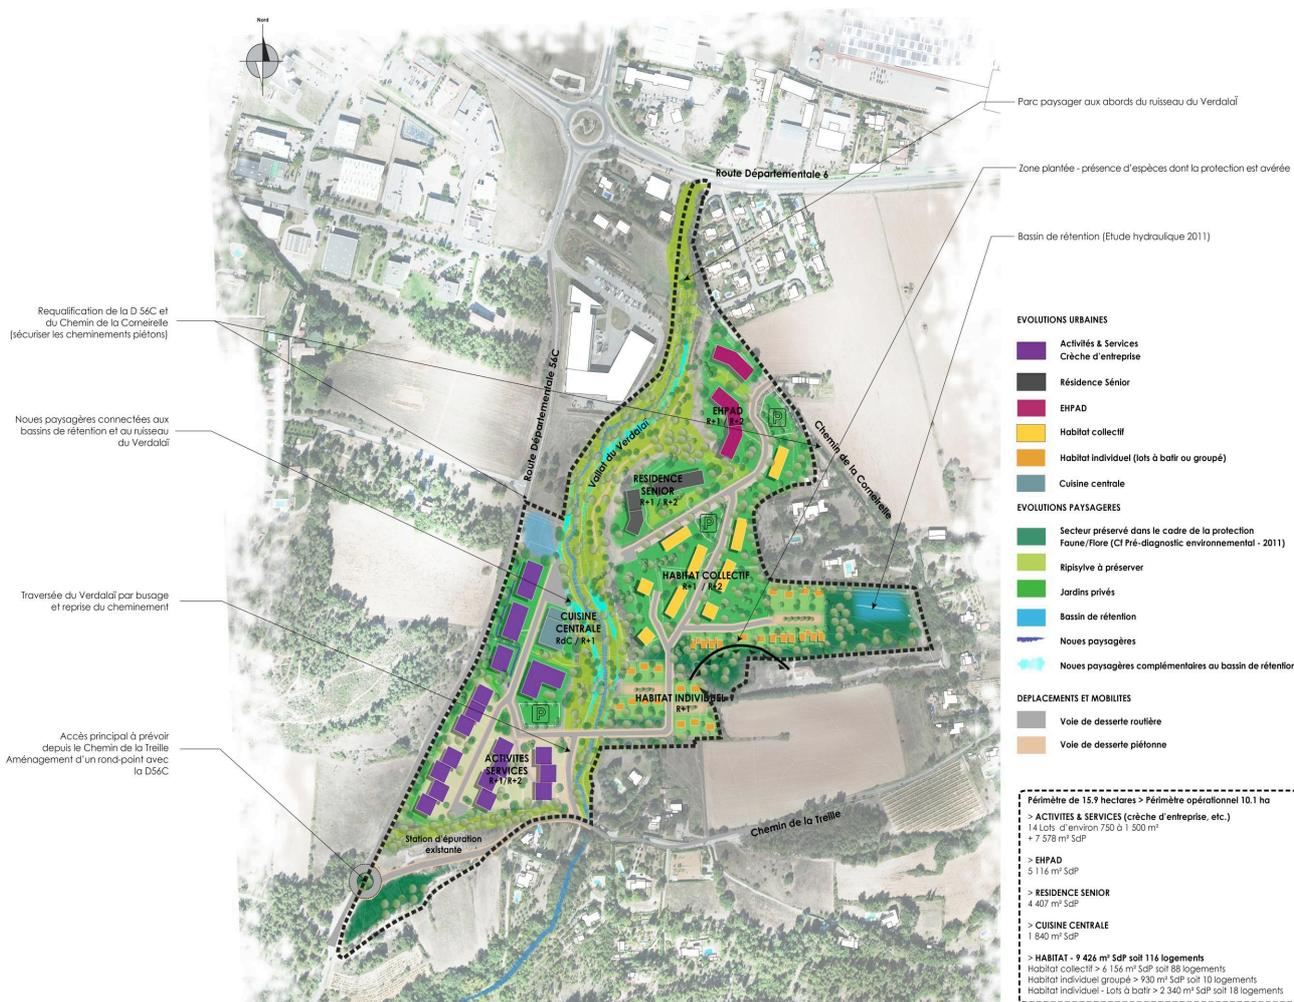 Nord
Parc paysager aux abords du ruisseau du Verdalaï
Route Départementale 6
Zone plantée - présence d'espèces dont la protection est avérée
Bassin de rétention (Etude hydraulique 2011)
Requalification de la D 56C et
du Chemin de la Corneirelle
(sécuriser les cheminements piétons)
Noues paysagères connectées aux
bassins de rétention et au ruisseau
du Verdalaï
Traversée du Verdalaï par busage
et reprise du cheminement
Accès principal à prévoir
depuis le Chemin de la Treille
Aménagement d'un rond-point avec
la D56C
Route Départementale 56C
Vallat du Verdalaï
Chemin de la Corneirelle
EHPAD
R+1 / R+2
P
RESIDENCE
SENIOR
R+1 / R+2
P
HABITAT COLLECTIF
R+1 / R+2
CUISINE
CENTRALE
RdC / R+1
HABITAT INDIVIDUEL
R+1
P
ACTIVITES
SERVICES
R+1/R+2
Chemin de la Treille
Station d'épuration
existante
EVOLUTIONS URBAINES
Activités & Services
Crèche d'entreprise
Résidence Sénior
EHPAD
Habitat collectif
Habitat individuel (lots à batir ou groupé)
Cuisine centrale
EVOLUTIONS PAYSAGERES
Secteur préservé dans le cadre de la protection
Faune/Flore (Cf Pré-diagnostic environnemental - 2011)
Ripisylve à préserver
Jardins privés
Bassin de rétention
Noues paysagères
Noues paysagères complémentaires au bassin de rétention
DEPLACEMENTS ET MOBILITES
Voie de desserte routière
Voie de desserte piétonne
Périmètre de 15.9 hectares > Périmètre opérationnel 10.1 ha
> ACTIVITES & SERVICES (crèche d'entreprise, etc.)
14 Lots d'environ 750 à 1 500 m²
+ 7 578 m² SdP
> EHPAD
5 116 m² SdP
> RESIDENCE SENIOR
4 407 m² SdP
> CUISINE CENTRALE
1 840 m² SdP
> HABITAT - 9 426 m² SdP soit 116 logements
Habitat collectif > 6 156 m² SdP soit 88 logements
Habitat individuel groupé > 930 m² SdP soit 10 logements
Habitat individuel - Lots à batir > 2 340 m² SdP soit 18 logements